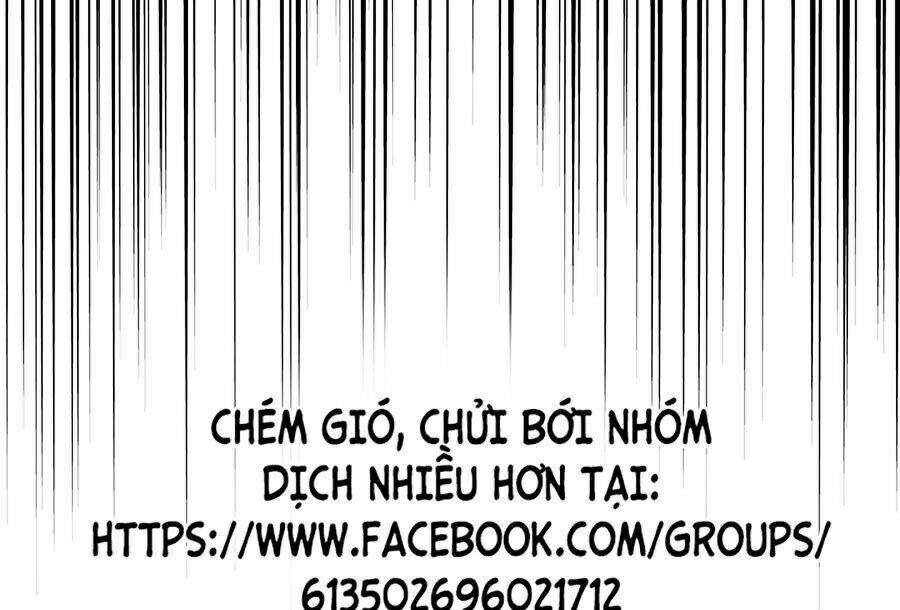 CHÉM GIÓ, CHỬI BỚI NHÓM
DỊCH NHIỀU HƠN TẠI:
HTTPS://WWW.FACEBOOK.COM/GROUPS/
613502696021712